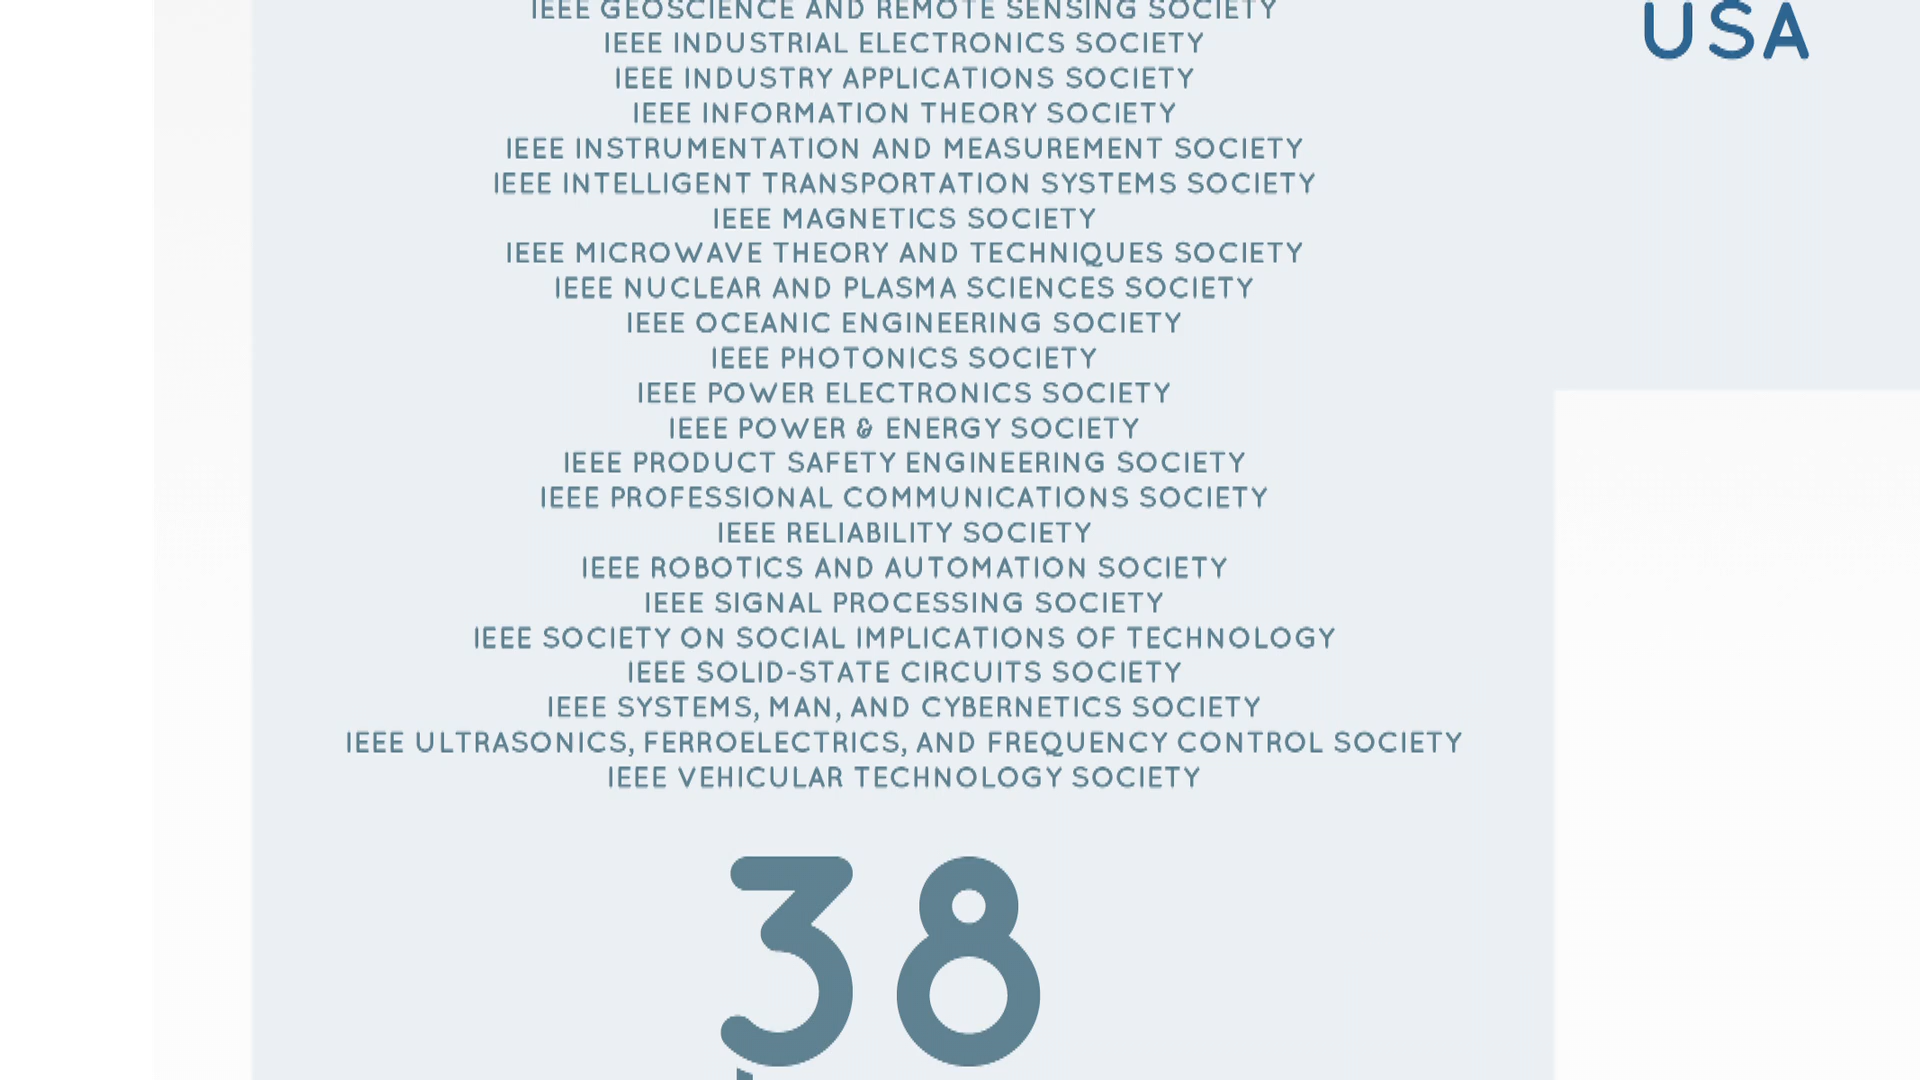 IEEE GEOSCIENCE AND REMOTE SENSING SOCIETY
USA
IEEE INDUSTRIAL ELECTRONICS SOCIETY
IEEE INDUSTRY APPLICATIONS SOCIETY
IEEE INFORMATION THEORY SOCIETY
IEEE INSTRUMENTATION AND MEASUREMENT SOCIETY
IEEE INTELLIGENT TRANSPORTATION SYSTEMS SOCIETY
IEEE MAGNETICS SOCIETY
IEEE MICROWAVE THEORY AND TECHNIQUES SOCIETY
IEEE NUCLEAR AND PLASMA SCIENCES SOCIETY
IEEE OCEANIC ENGINEERING SOCIETY
IEEE PHOTONICS SOCIETY
IEEE POWER ELECTRONICS SOCIETY
IEEE POWER & ENERGY SOCIETY
IEEE PRODUCT SAFETY ENGINEERING SOCIETY
IEEE PROFESSIONAL COMMUNICATIONS SOCIETY
IEEE RELIABILITY SOCIETY
IEEE ROBOTICS AND AUTOMATION SOCIETY
IEEE SIGNAL PROCESSING SOCIETY
IEEE SOCIETY ON SOCIAL IMPLICATIONS OF TECHNOLOGY
IEEE SOLID-STATE CIRCUITS SOCIETY
IEEE SYSTEMS, MAN, AND CYBERNETICS SOCIETY
IEEE ULTRASONICS, FERROELECTRICS, AND FREQUENCY CONTROL SOCIETY
IEEE VEHICULAR TECHNOLOGY SOCIETY
38